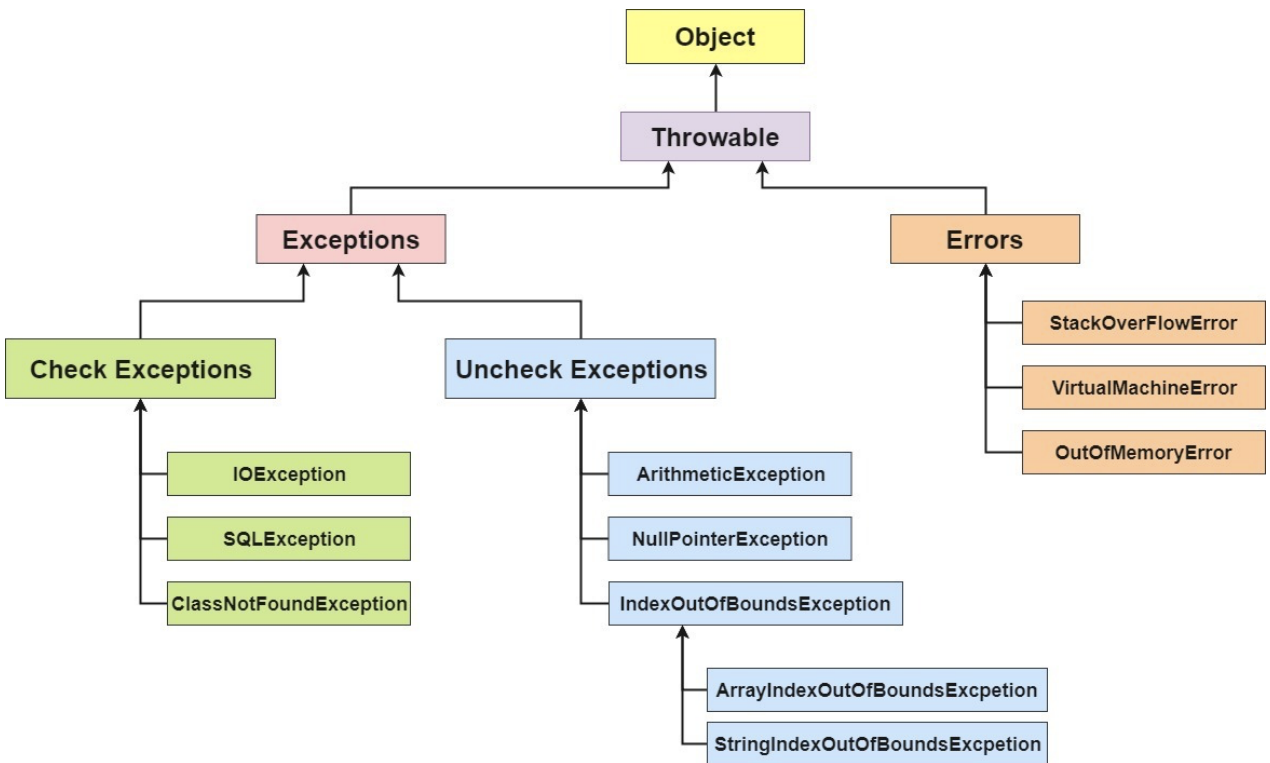 Object
Throwable
Exceptions
Errors
StackOverFlowError
Check Exceptions
Uncheck Exceptions
VirtualMachineError
OutOfMemoryError
IOException
ArithmeticException
SQLException
NullPointerException
ClassNotFoundException
IndexOutOfBoundsException
ArrayIndexOutOfBoundsExcpetion
StringIndexOutOfBoundsExcpetion